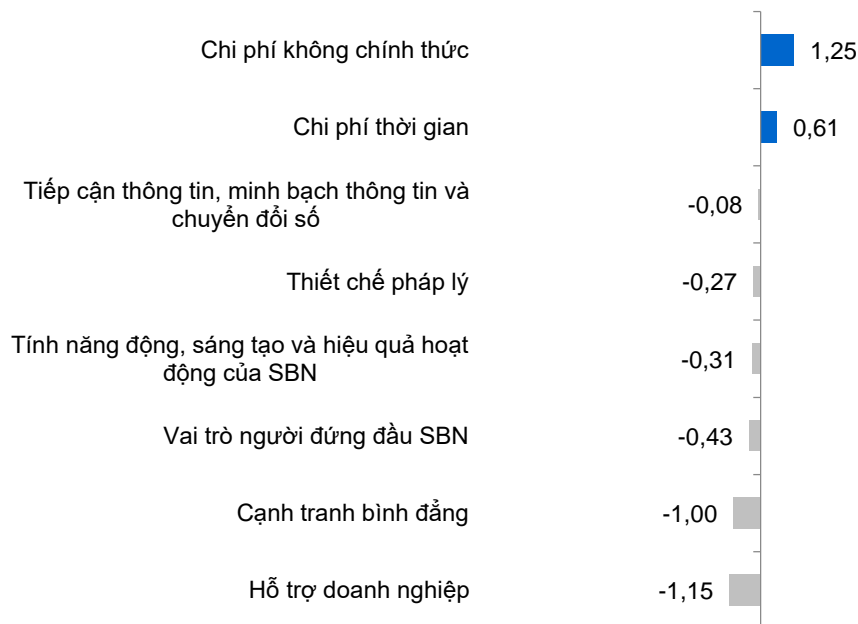 Chi phí không chính thức
1,25
Chi phí thời gian
0,61
Tiếp cận thông tin, minh bạch thông tin và
chuyển đổi số
-0,08
Thiết chế pháp lý
-0,27
Tính năng động, sáng tạo và hiệu quả hoạt
động của SBN
-0,31
Vai trò người đứng đầu SBN
-0,43
Cạnh tranh bình đẳng
-1,00
Hỗ trợ doanh nghiệp
-1,15